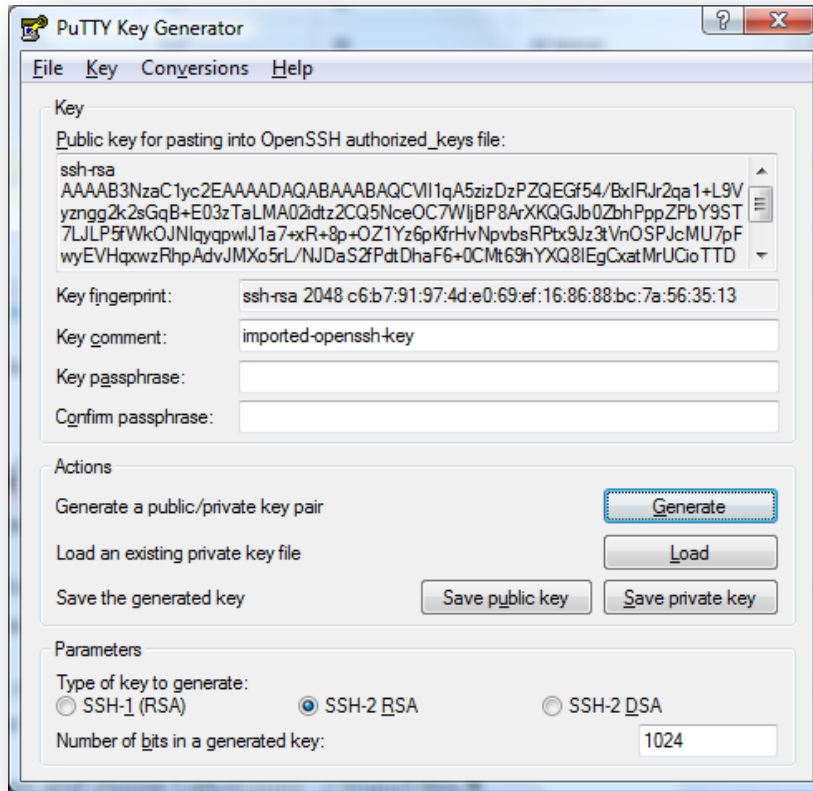 PuTTY Key Generator
File Key Conversions Help
Key
Public key for pasting into OpenSSH authorized_keys file:
ssh-rsa
AAAAB3NzaC1yc2EAAAADAQABAAABAQCVII1qA5zizDzPZQEGf54/BxIRJr2qa1+L9V
yzngg2k2sGqB+E03zTaLMA02idtz2CQ5NceOC7WIjBP8ArXKQGJb0ZbhPppZPbY9ST
7LJLP5fWkOJNIqyqpwIJ1a7+xR+8p+OZ1Yz6pKfrHvNpvbsRPtx9Jz3tVnOSPJcMU7pF
wyEVHqxwzRhpAdvJMXo5rL/NJDaS2fPdtDhaF6+0CMt69hYXQ8IEgCxatMrUCioTTD
Key fingerprint: ssh-rsa 2048 c6:b7:91:97:4d:e0:69:ef:16:86:88:bc:7a:56:35:13
Key comment: imported-openssh-key
Key passphrase:
Confirm passphrase:
Actions
Generate a public/private key pair Generate
Load an existing private key file Load
Save the generated key Save public key Save private key
Parameters
Type of key to generate:
SSH-1 (RSA) SSH-2 RSA SSH-2 DSA
Number of bits in a generated key: 1024